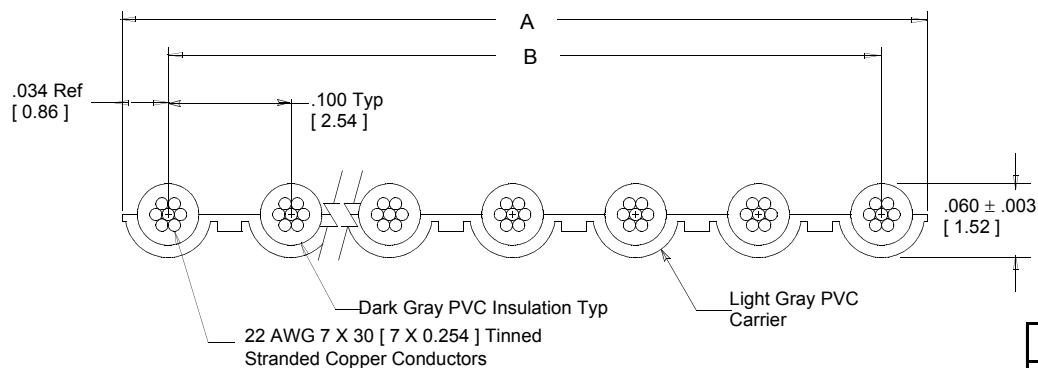 A
B
.034 Ref
[ 0.86 ]
.100 Typ
[ 2.54 ]
.060 ± .003
[ 1.52 ]
Dark Gray PVC Insulation Typ
Light Gray PVC
Carrier
22 AWG 7 X 30 [ 7 X 0.254 ] Tinned
Stranded Copper Conductors